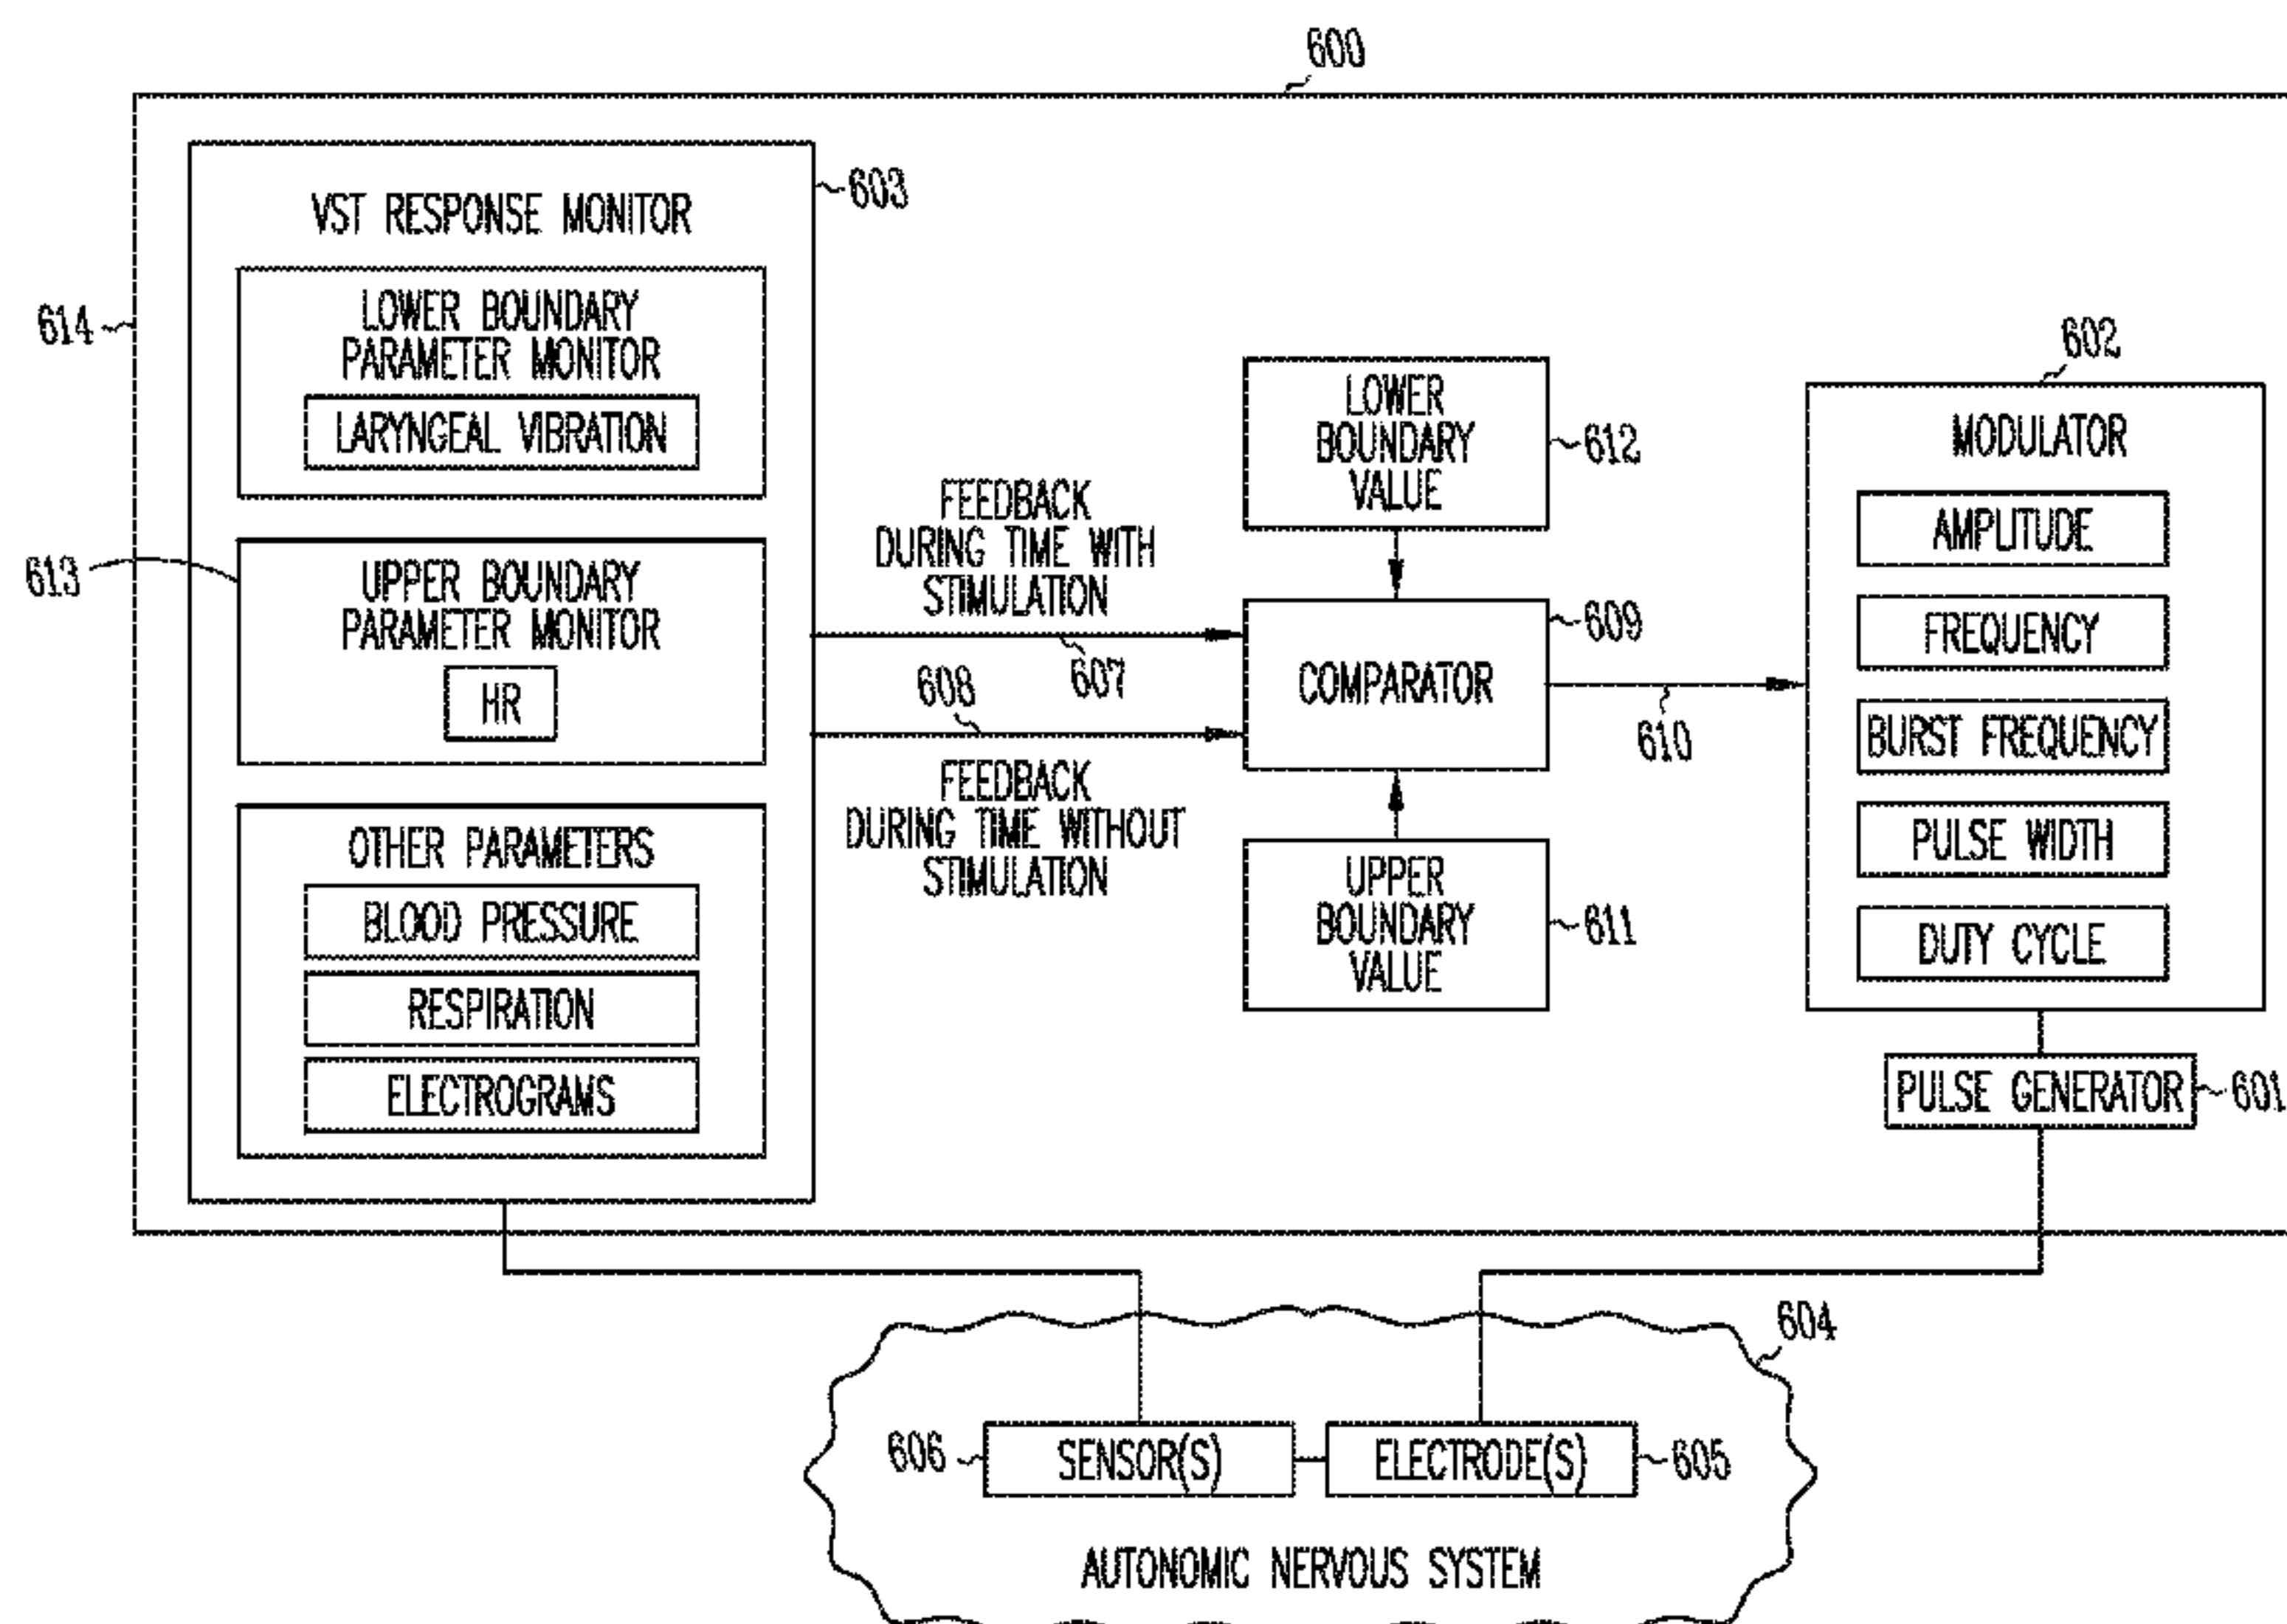 600
603
VST RESPONSE MONITOR
614
LOWER BOUNDARY
PARAMETER MONITOR
LARYNGEAL VIBRATION
613
UPPER BOUNDARY
PARAMETER MONITOR
HR
OTHER PARAMETERS
BLOOD PRESSURE
RESPIRATION
ELECTROGRAMS
FEEDBACK
DURING TIME WITH
STIMULATION
607
608
FEEDBACK
DURING TIME WITHOUT
STIMULATION
LOWER
BOUNDARY
VALUE
612
609
COMPARATOR
610
UPPER
BOUNDARY
VALUE
611
602
MODULATOR
AMPLITUDE
FREQUENCY
BURST FREQUENCY
PULSE WIDTH
DUTY CYCLE
PULSE GENERATOR
601
604
606
SENSOR(S)
ELECTRODE(S)
605
AUTONOMIC NERVOUS SYSTEM